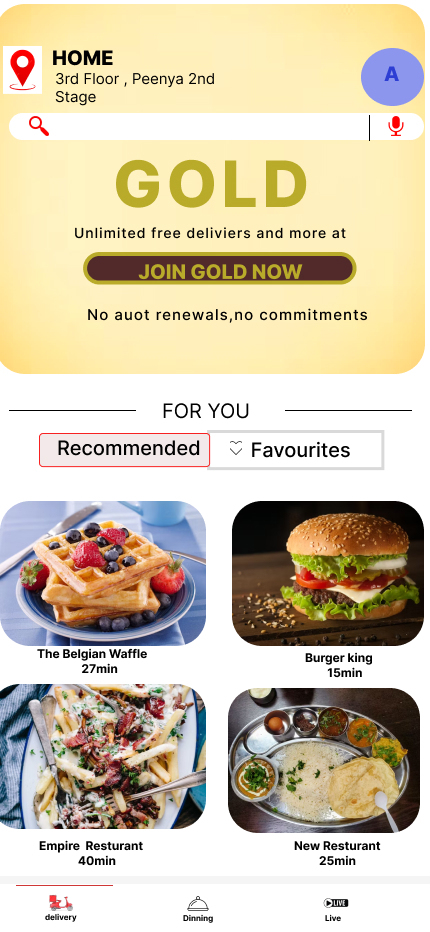 HOME
3rd Floor , Peenya 2nd
Stage
A
GOLD
Unlimited free deliviers and more at
JOIN GOLD NOW
No auot renewals,no commitments
FOR YOU
Recommended
Favourites
The Belgian Waffle
27min
Burger king
15min
Empire Resturant
40min
New Resturant
25min
delivery
Dinning
LIVE
Live